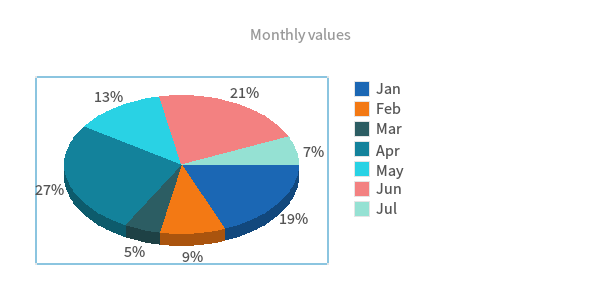 Monthly values
13%
21%
7%
27%
19%
5%
9%
Jan
Feb
Mar
Apr
May
Jun
Jul